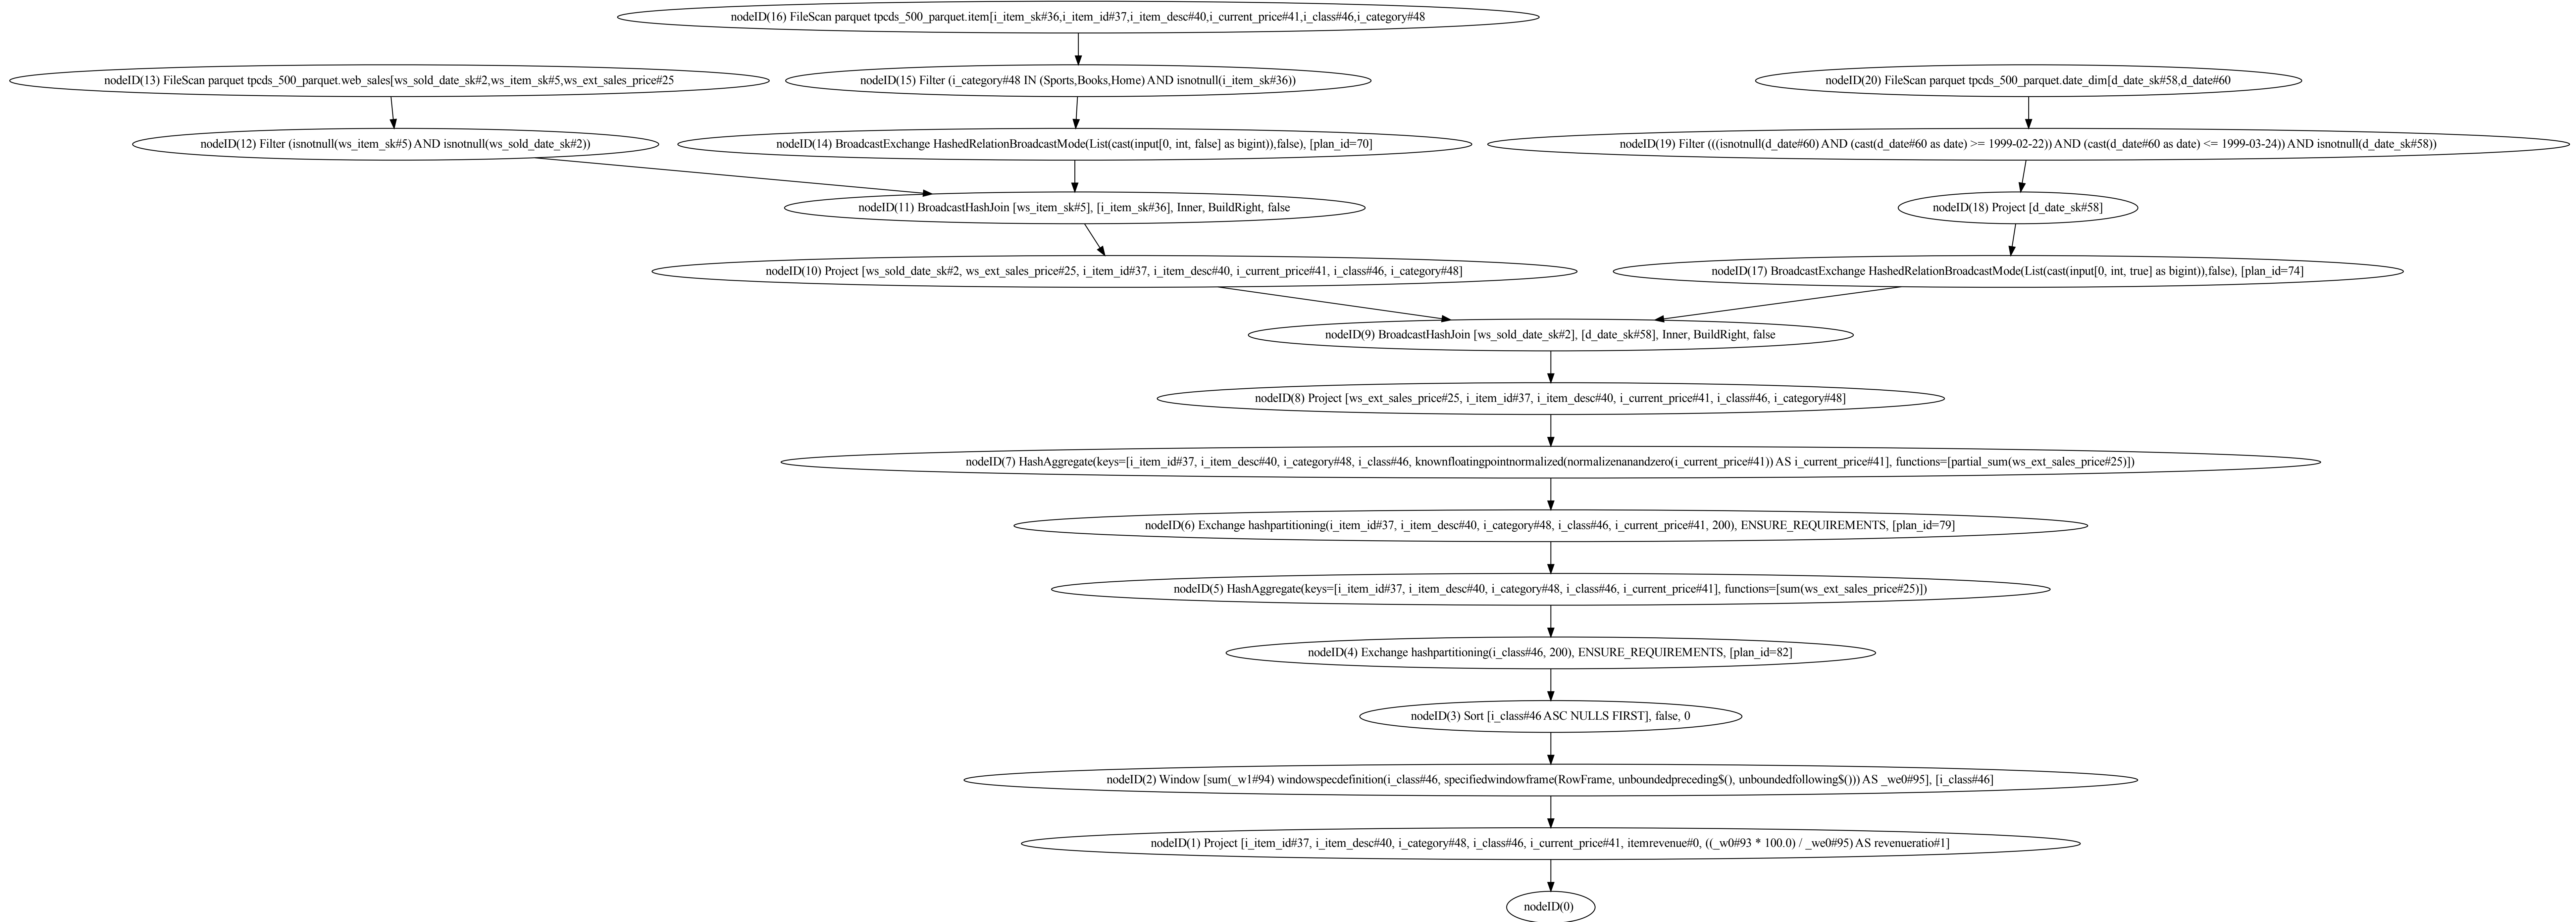 nodeID(16) FileScan parquet tpcds_500_parquet.item[i_item_sk#36,i_item_id#37,i_item_desc#40,i_current_price#41,i_class#46,i_category#48
nodeID(13) FileScan parquet tpcds_500_parquet.web_sales[ws_sold_date_sk#2,ws_item_sk#5,ws_ext_sales_price#25
nodeID(15) Filter (i_category#48 IN (Sports,Books,Home) AND isnotnull(i_item_sk#36))
nodeID(20) FileScan parquet tpcds_500_parquet.date_dim[d_date_sk#58,d_date#60
nodeID(12) Filter (isnotnull(ws_item_sk#5) AND isnotnull(ws_sold_date_sk#2))
nodeID(14) BroadcastExchange HashedRelationBroadcastMode(List(cast(input[0, int, false] as bigint)),false), [plan_id=70]
nodeID(19) Filter (((isnotnull(d_date#60) AND (cast(d_date#60 as date) >= 1999-02-22)) AND (cast(d_date#60 as date) <= 1999-03-24)) AND isnotnull(d_date_sk#58))
nodeID(11) BroadcastHashJoin [ws_item_sk#5], [i_item_sk#36], Inner, BuildRight, false
nodeID(18) Project [d_date_sk#58]
nodeID(10) Project [ws_sold_date_sk#2, ws_ext_sales_price#25, i_item_id#37, i_item_desc#40, i_current_price#41, i_class#46, i_category#48]
nodeID(17) BroadcastExchange HashedRelationBroadcastMode(List(cast(input[0, int, true] as bigint)),false), [plan_id=74]
nodeID(9) BroadcastHashJoin [ws_sold_date_sk#2], [d_date_sk#58], Inner, BuildRight, false
nodeID(8) Project [ws_ext_sales_price#25, i_item_id#37, i_item_desc#40, i_current_price#41, i_class#46, i_category#48]
nodeID(7) HashAggregate(keys=[i_item_id#37, i_item_desc#40, i_category#48, i_class#46, knownfloatingpointnormalized(normalizenanandzero(i_current_price#41)) AS i_current_price#41], functions=[partial_sum(ws_ext_sales_price#25)])
nodeID(6) Exchange hashpartitioning(i_item_id#37, i_item_desc#40, i_category#48, i_class#46, i_current_price#41, 200), ENSURE_REQUIREMENTS, [plan_id=79]
nodeID(5) HashAggregate(keys=[i_item_id#37, i_item_desc#40, i_category#48, i_class#46, i_current_price#41], functions=[sum(ws_ext_sales_price#25)])
nodeID(4) Exchange hashpartitioning(i_class#46, 200), ENSURE_REQUIREMENTS, [plan_id=82]
nodeID(3) Sort [i_class#46 ASC NULLS FIRST], false, 0
nodeID(2) Window [sum(_w1#94) windowspecdefinition(i_class#46, specifiedwindowframe(RowFrame, unboundedpreceding$(), unboundedfollowing$())) AS _we0#95], [i_class#46]
nodeID(1) Project [i_item_id#37, i_item_desc#40, i_category#48, i_class#46, i_current_price#41, itemrevenue#0, ((_w0#93 * 100.0) / _we0#95) AS revenueratio#1]
nodeID(0)